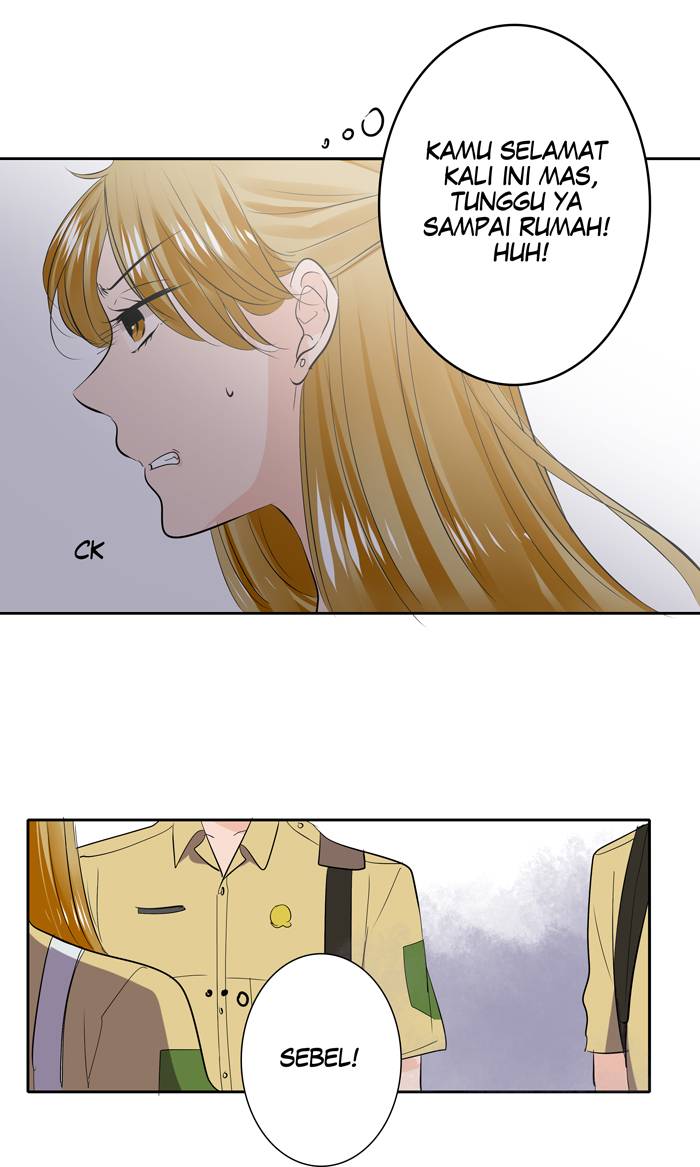 KAMU SELAMAT
KALI INI MAS,
TUNGGU YA
SAMPAI RUMAH!
HUH!
CK
SEBEL!